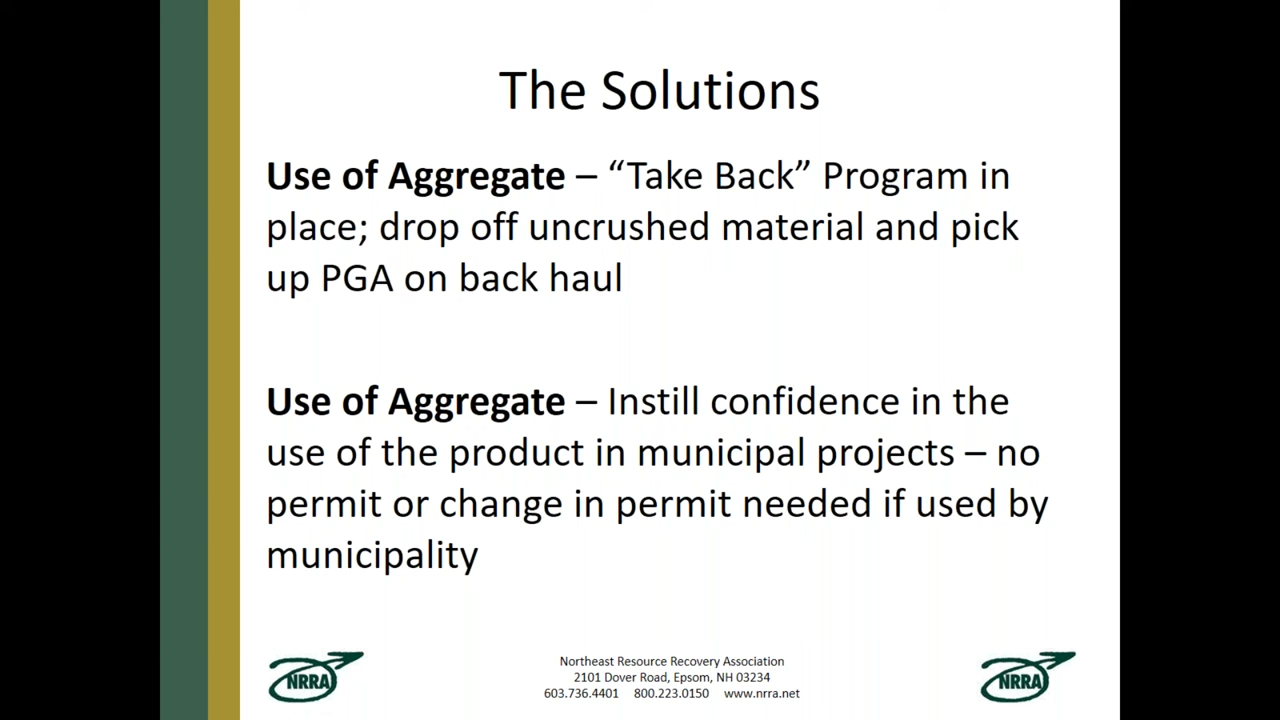 The Solutions
Use of Aggregate – “Take Back” Program in
place; drop off uncrushed material and pick
up PGA on back haul
Use of Aggregate – Instill confidence in the
use of the product in municipal projects – no
permit or change in permit needed if used by
municipality
NRRA
Northeast Resource Recovery Association
2101 Dover Road, Epsom, NH 03234
603.736.4401 800.223.0150 www.nrra.net
NRRA